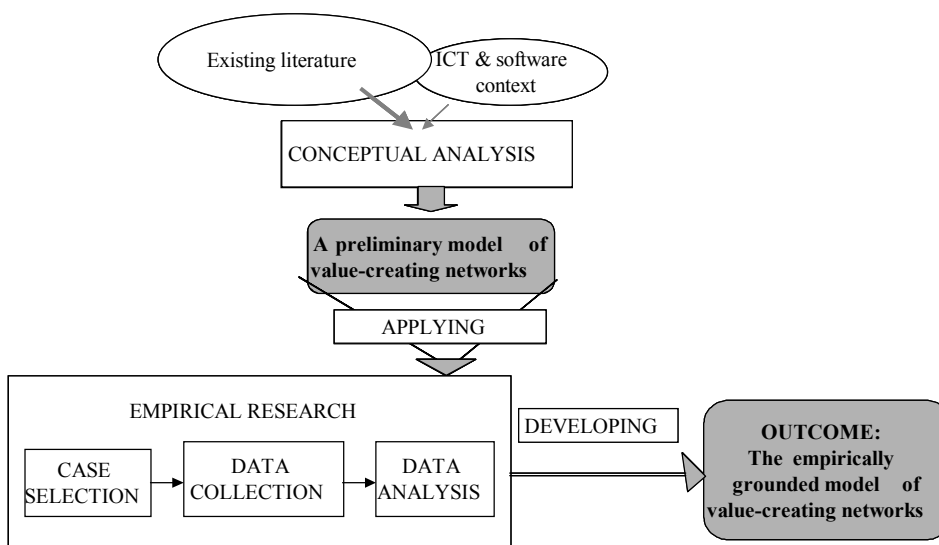 Existing literature
ICT & software
context
CONCEPTUAL ANALYSIS
A preliminary model of
value-creating networks
APPLYING
EMPIRICAL RESEARCH
CASE
SELECTION
DATA
COLLECTION
DATA
ANALYSIS
DEVELOPING
OUTCOME:
The empirically
grounded model of
value-creating networks